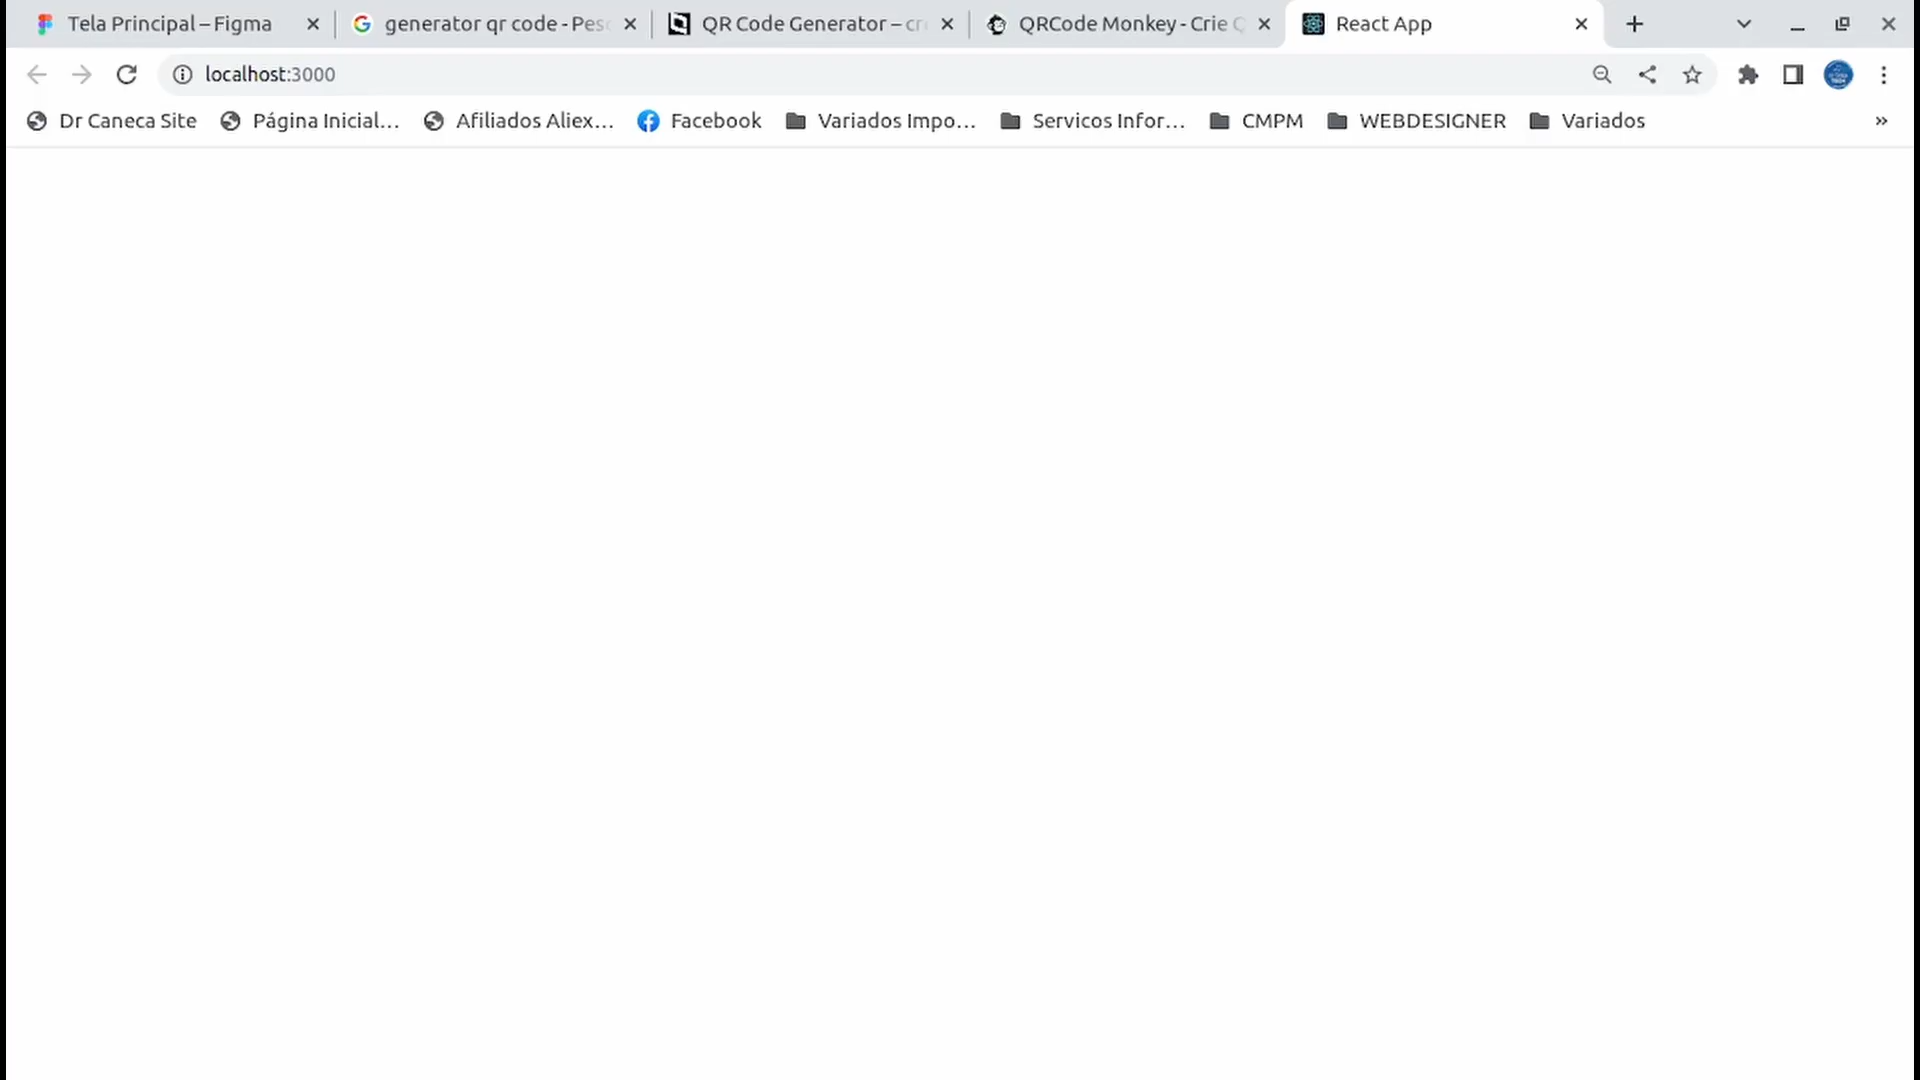 Tela Principal – Figma
generator qr code - Pes
QR Code Generator – cr
QRCode Monkey - Crie Q
React App
localhost:3000
Dr Caneca Site
Página Inicial...
Afiliados Aliex...
Facebook
Variados Impo...
Servicos Infor...
CMPM
WEBDESIGNER
Variados
»